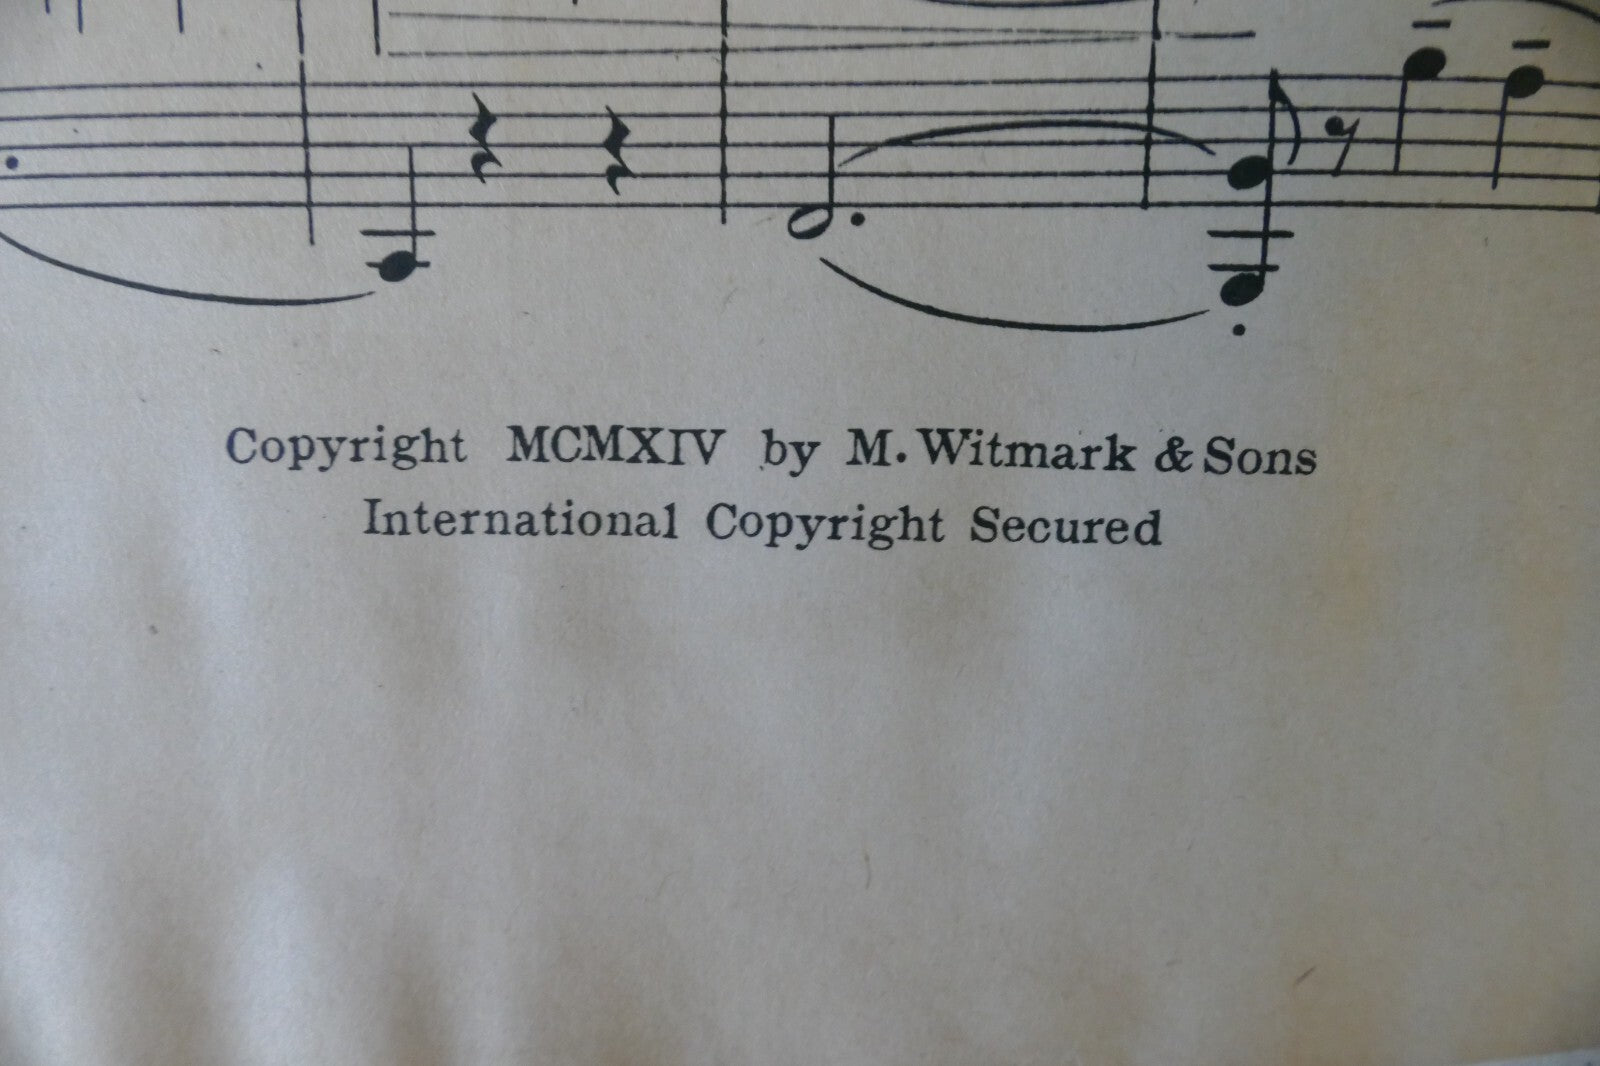 Copyright MCMXIV by M. Witmark & Sons
International Copyright Secured